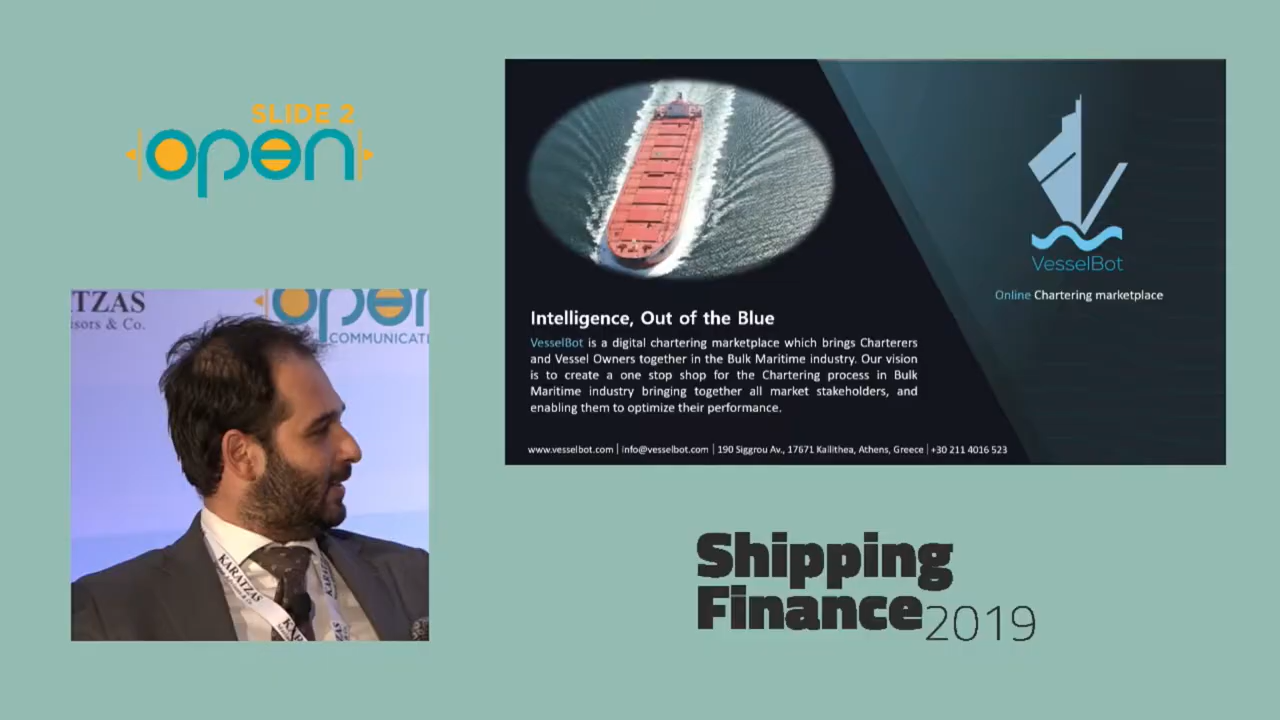 SLIDE 2
open
TZAS
isors & Co.
open
COMMUNICATI
KARATZAS
Intelligence, Out of the Blue
VesselBot is a digital chartering marketplace which brings Charterers
and Vessel Owners together in the Bulk Maritime industry. Our vision
is to create a one stop shop for the Chartering process in Bulk
Maritime industry bringing together all market stakeholders, and
enabling them to optimize their performance.
www.vesselbot.com | info@vesselbot.com | 190 Siggrou Av., 17671 Kallithea, Athens, Greece | +30 211 4016 523
VesselBot
Online Chartering marketplace
Shipping
Finance 2019